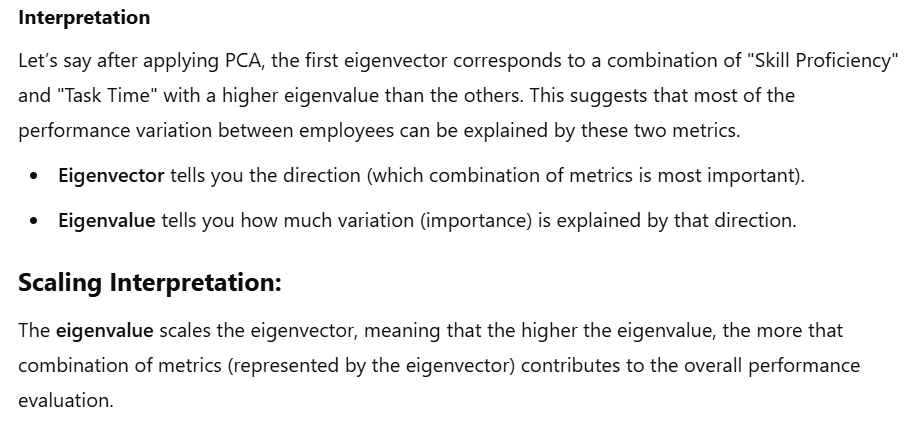 Interpretation
Let’s say after applying PCA, the first eigenvector corresponds to a combination of "Skill Proficiency"
and "Task Time" with a higher eigenvalue than the others. This suggests that most of the
performance variation between employees can be explained by these two metrics.
• Eigenvector tells you the direction (which combination of metrics is most important).
• Eigenvalue tells you how much variation (importance) is explained by that direction.
Scaling Interpretation:
The eigenvalue scales the eigenvector, meaning that the higher the eigenvalue, the more that
combination of metrics (represented by the eigenvector) contributes to the overall performance
evaluation.